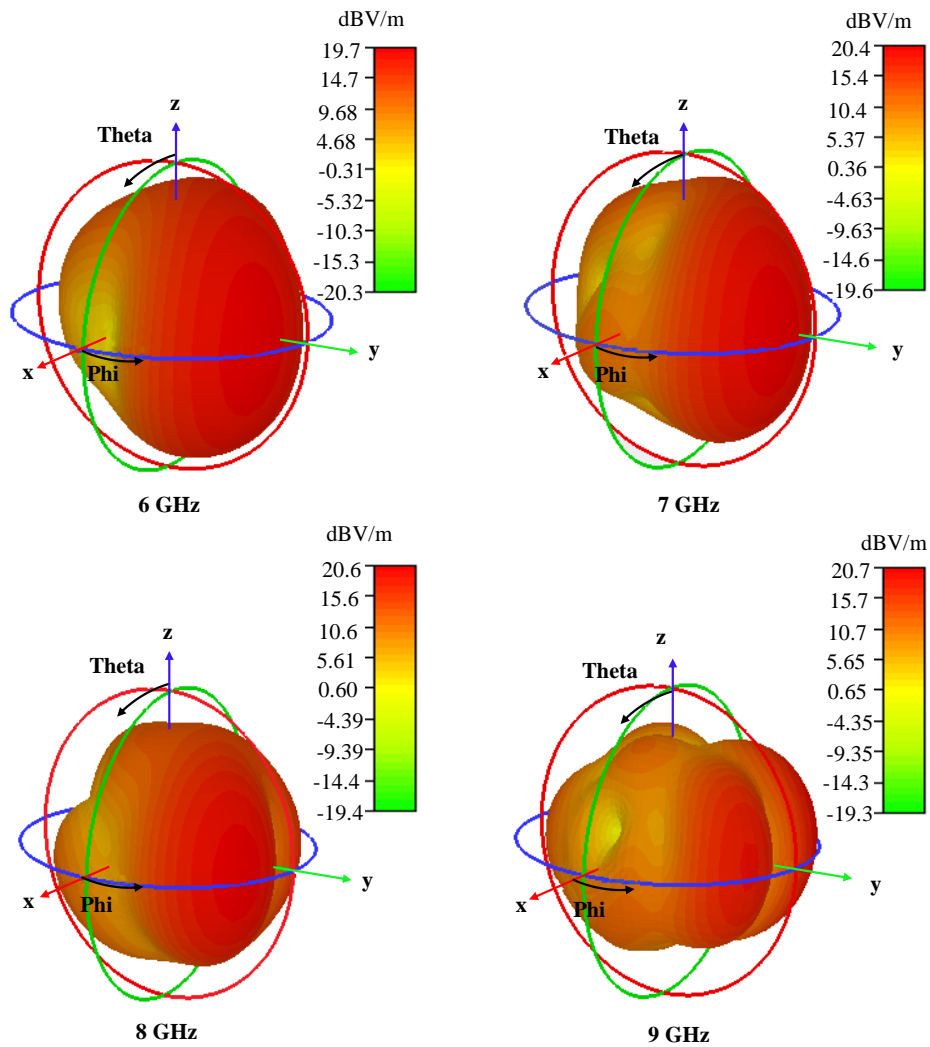 dBV/m
19.7
14.7
9.68
4.68
-0.31
-5.32
-10.3
-15.3
-20.3
z
Theta
x
Phi
y
6 GHz
dBV/m
20.4
15.4
10.4
5.37
0.36
-4.63
-9.63
-14.6
-19.6
z
Theta
x
Phi
y
7 GHz
dBV/m
20.6
15.6
10.6
5.61
0.60
-4.39
-9.39
-14.4
-19.4
z
Theta
x
Phi
y
8 GHz
dBV/m
20.7
15.7
10.7
5.65
0.65
-4.35
-9.35
-14.3
-19.3
z
Theta
x
Phi
y
9 GHz